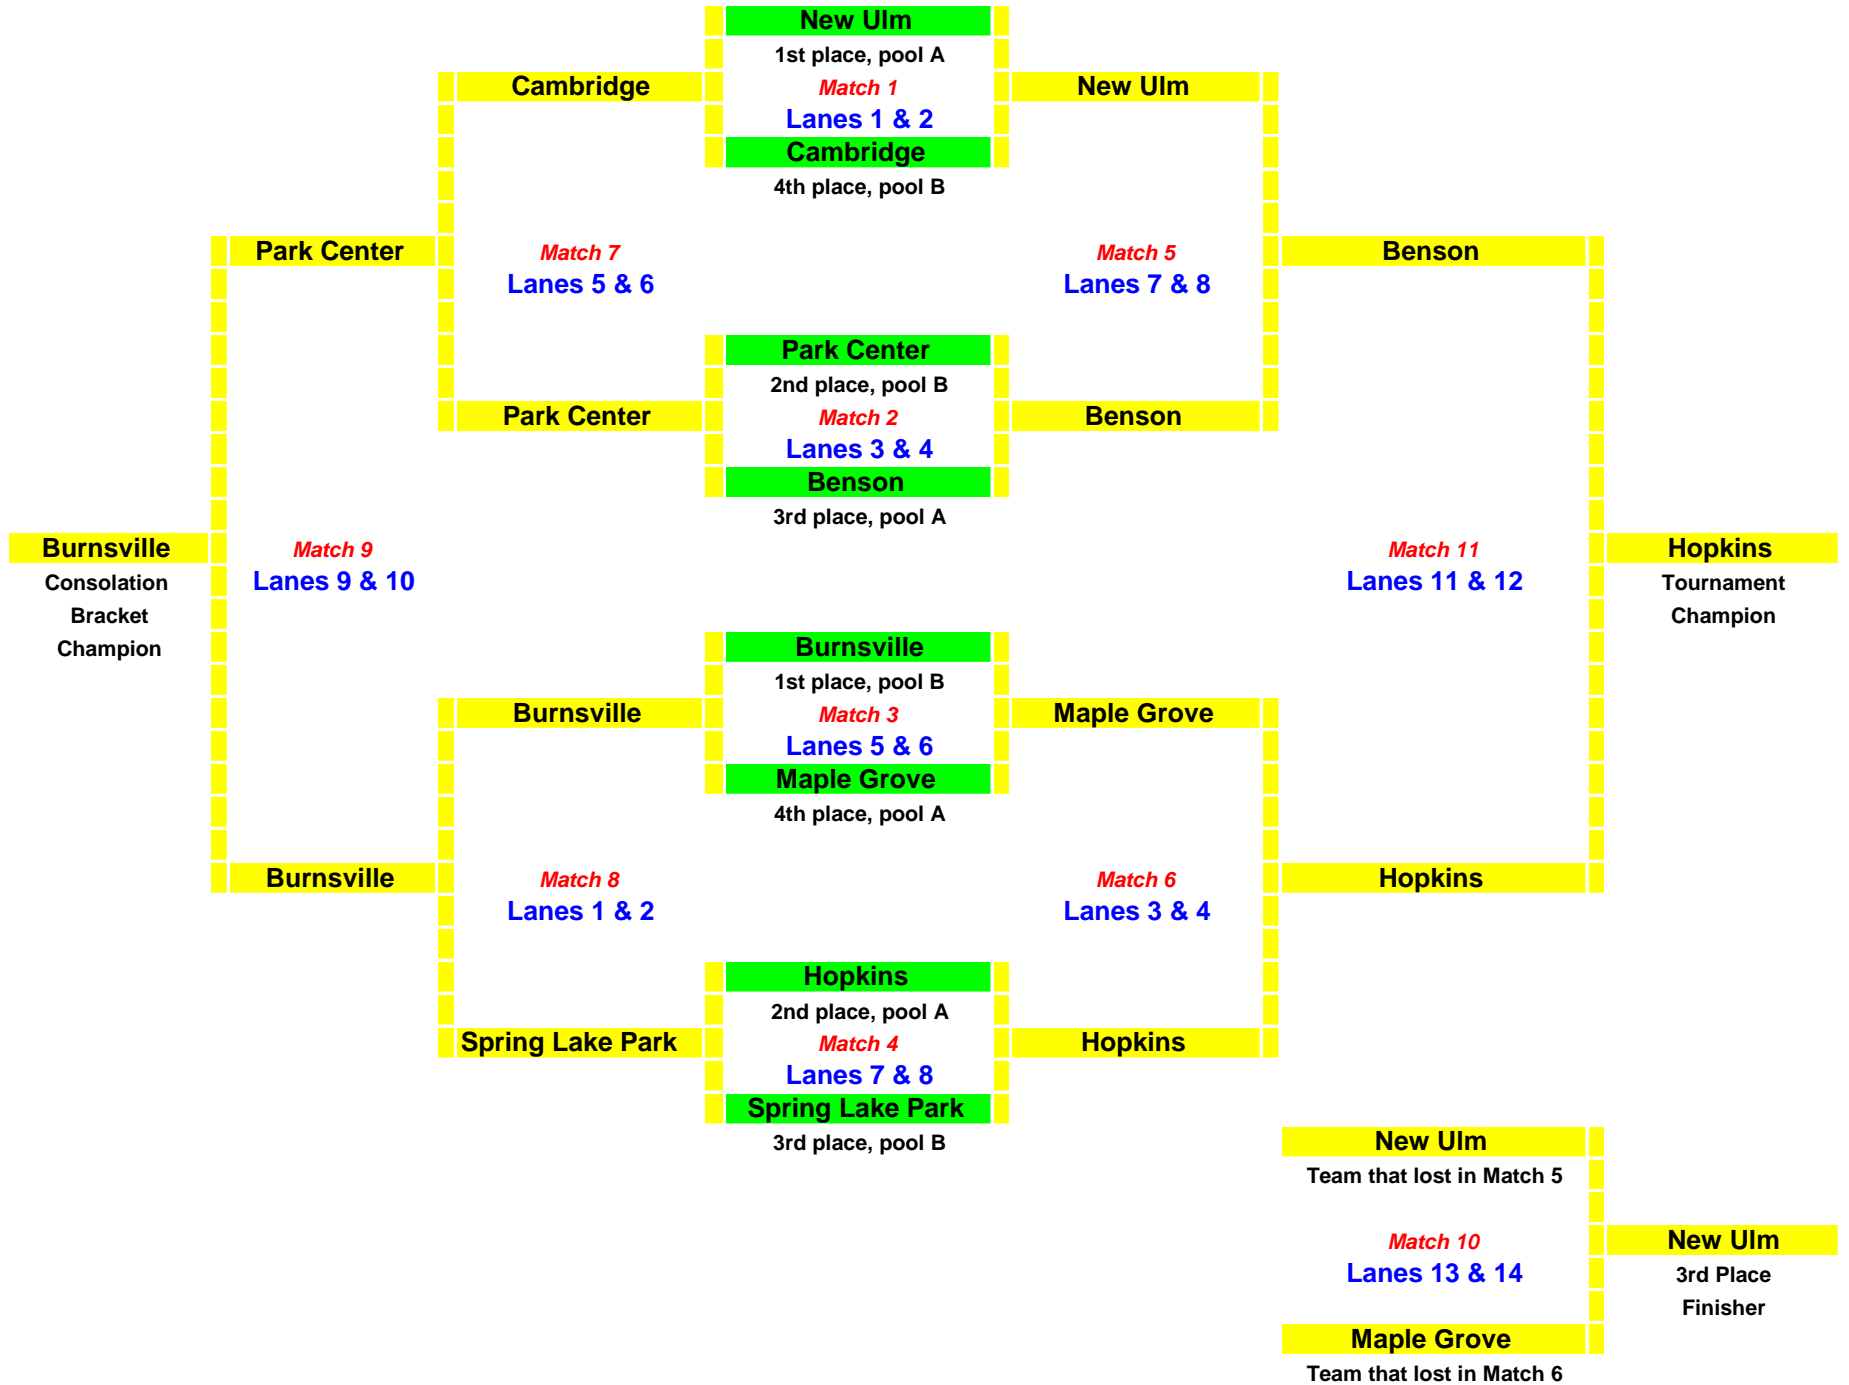 New Ulm
1st place, pool A
Cambridge
Match 1
New Ulm
Lanes 1 & 2
Cambridge
4th place, pool B
Park Center
Match 7
Match 5
Benson
Lanes 5 & 6
Lanes 7 & 8
Park Center
2nd place, pool B
Park Center
Match 2
Benson
Lanes 3 & 4
Benson
3rd place, pool A
Burnsville
Match 9
Match 11
Hopkins
Consolation
Lanes 9 & 10
Lanes 11 & 12
Tournament
Bracket
Champion
Champion
Burnsville
1st place, pool B
Burnsville
Match 3
Maple Grove
Lanes 5 & 6
Maple Grove
4th place, pool A
Burnsville
Match 8
Match 6
Hopkins
Lanes 1 & 2
Lanes 3 & 4
Hopkins
2nd place, pool A
Spring Lake Park
Match 4
Hopkins
Lanes 7 & 8
Spring Lake Park
3rd place, pool B
New Ulm
Team that lost in Match 5
Match 10
New Ulm
Lanes 13 & 14
3rd Place
Finisher
Maple Grove
Team that lost in Match 6